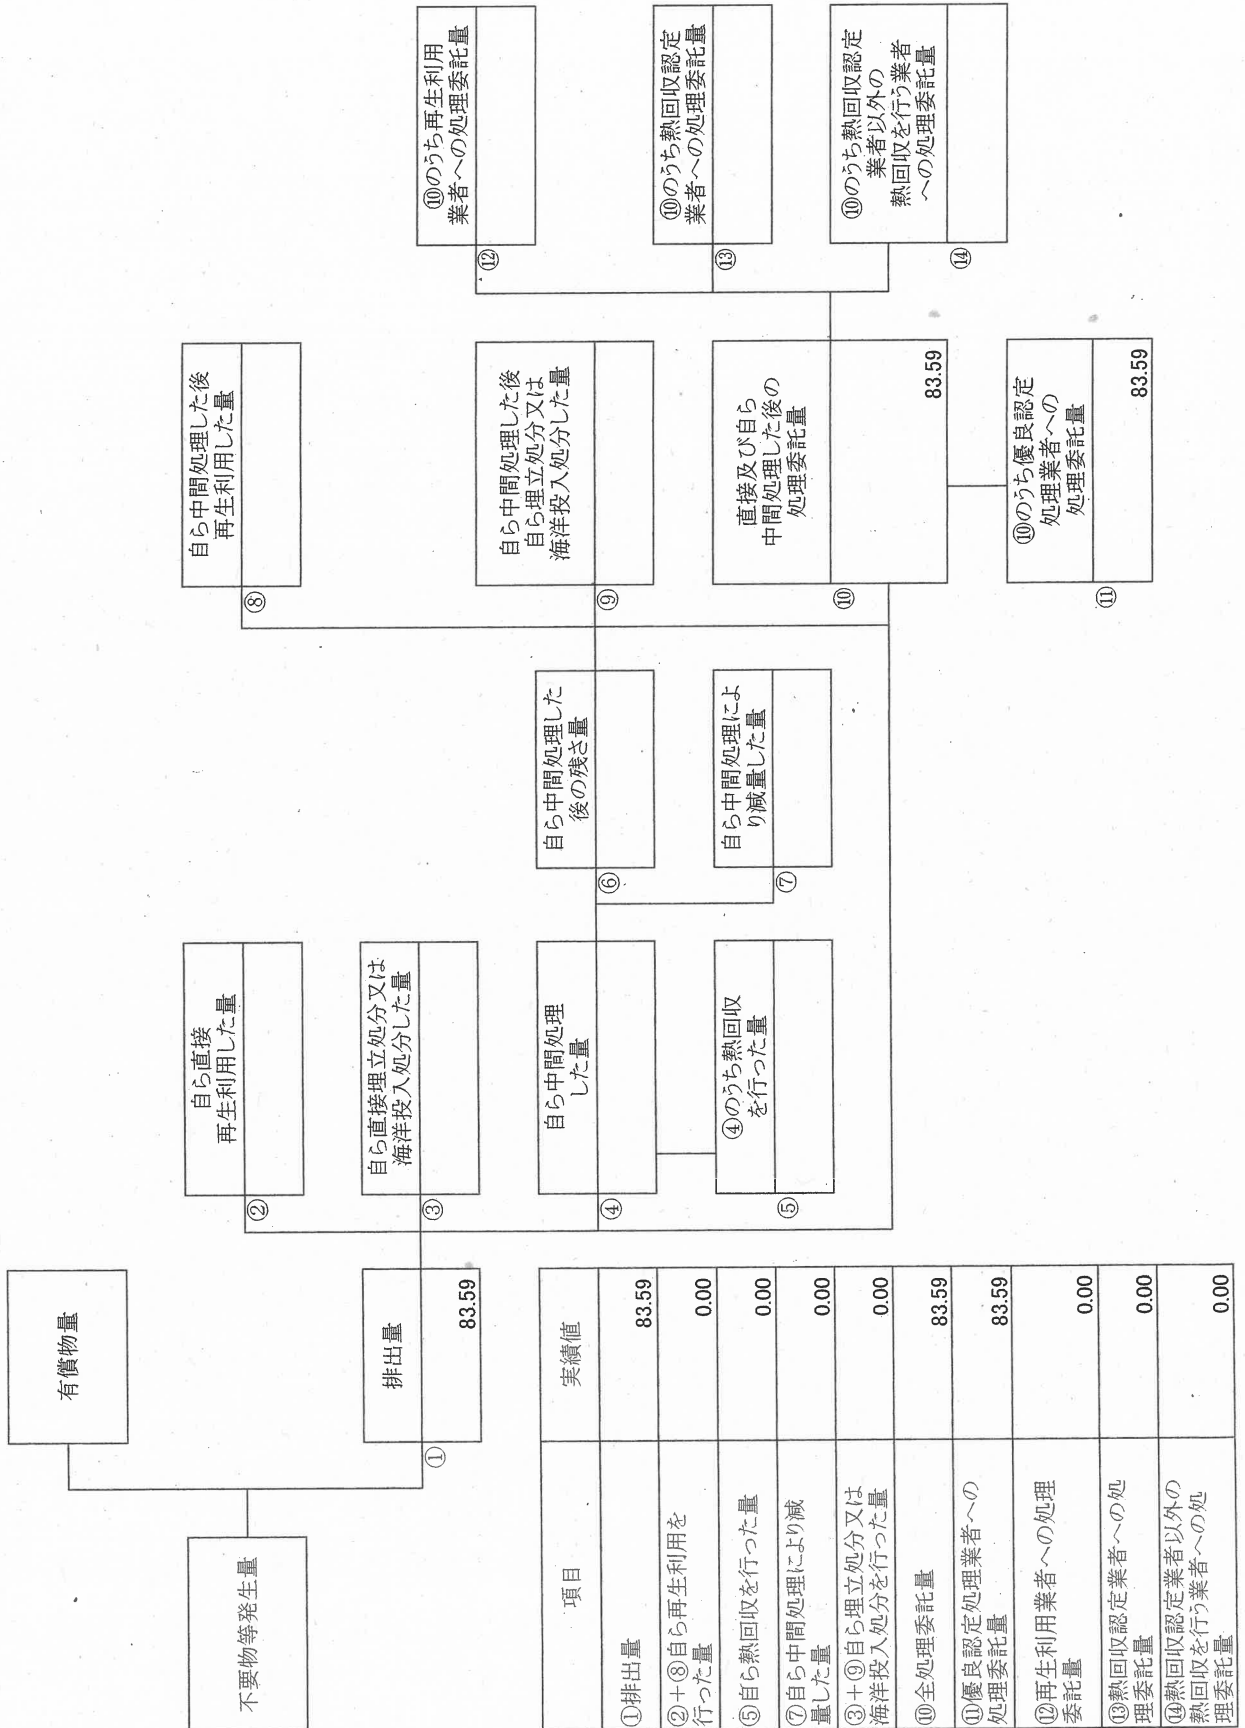 有償物量
不要物等発生量
排出量
①
83.59
自ら直接
再生利用した量
②
自ら直接埋立処分又は
海洋投入処分した量
③
自ら中間処理
した量
④
④のうち熱回収
を行った量
⑤
自ら中間処理した
後の残さ量
⑥
自ら中間処理によ
り減量した量
⑦
自ら中間処理した後
再生利用した量
⑧
自ら中間処理した後
自ら埋立処分又は
海洋投入処分した量
⑨
直接及び自ら
中間処理した後の
処理委託量
⑩
83.59
⑩のうち優良認定
処理業者への
処理委託量
⑪
83.59
⑩のうち再生利用
業者への処理委託量
⑫
⑩のうち熱回収認定
業者への処理委託量
⑬
⑩のうち熱回収認定
業者以外の
熱回収を行う業者
への処理委託量
⑭
項目 実績値
①排出量 83.59
②+⑧自ら再生利用を
行った量 0.00
⑤自ら熱回収を行った量 0.00
⑦自ら中間処理により減
量した量 0.00
③+⑨自ら埋立処分又は
海洋投入処分を行った量 0.00
⑩全処理委託量 83.59
⑪優良認定処理業者への
処理委託量 83.59
⑫再生利用業者への処理
委託量 0.00
⑬熱回収認定業者への処
理委託量 0.00
⑭熱回収認定業者以外の
熱回収を行う業者への処
理委託量 0.00